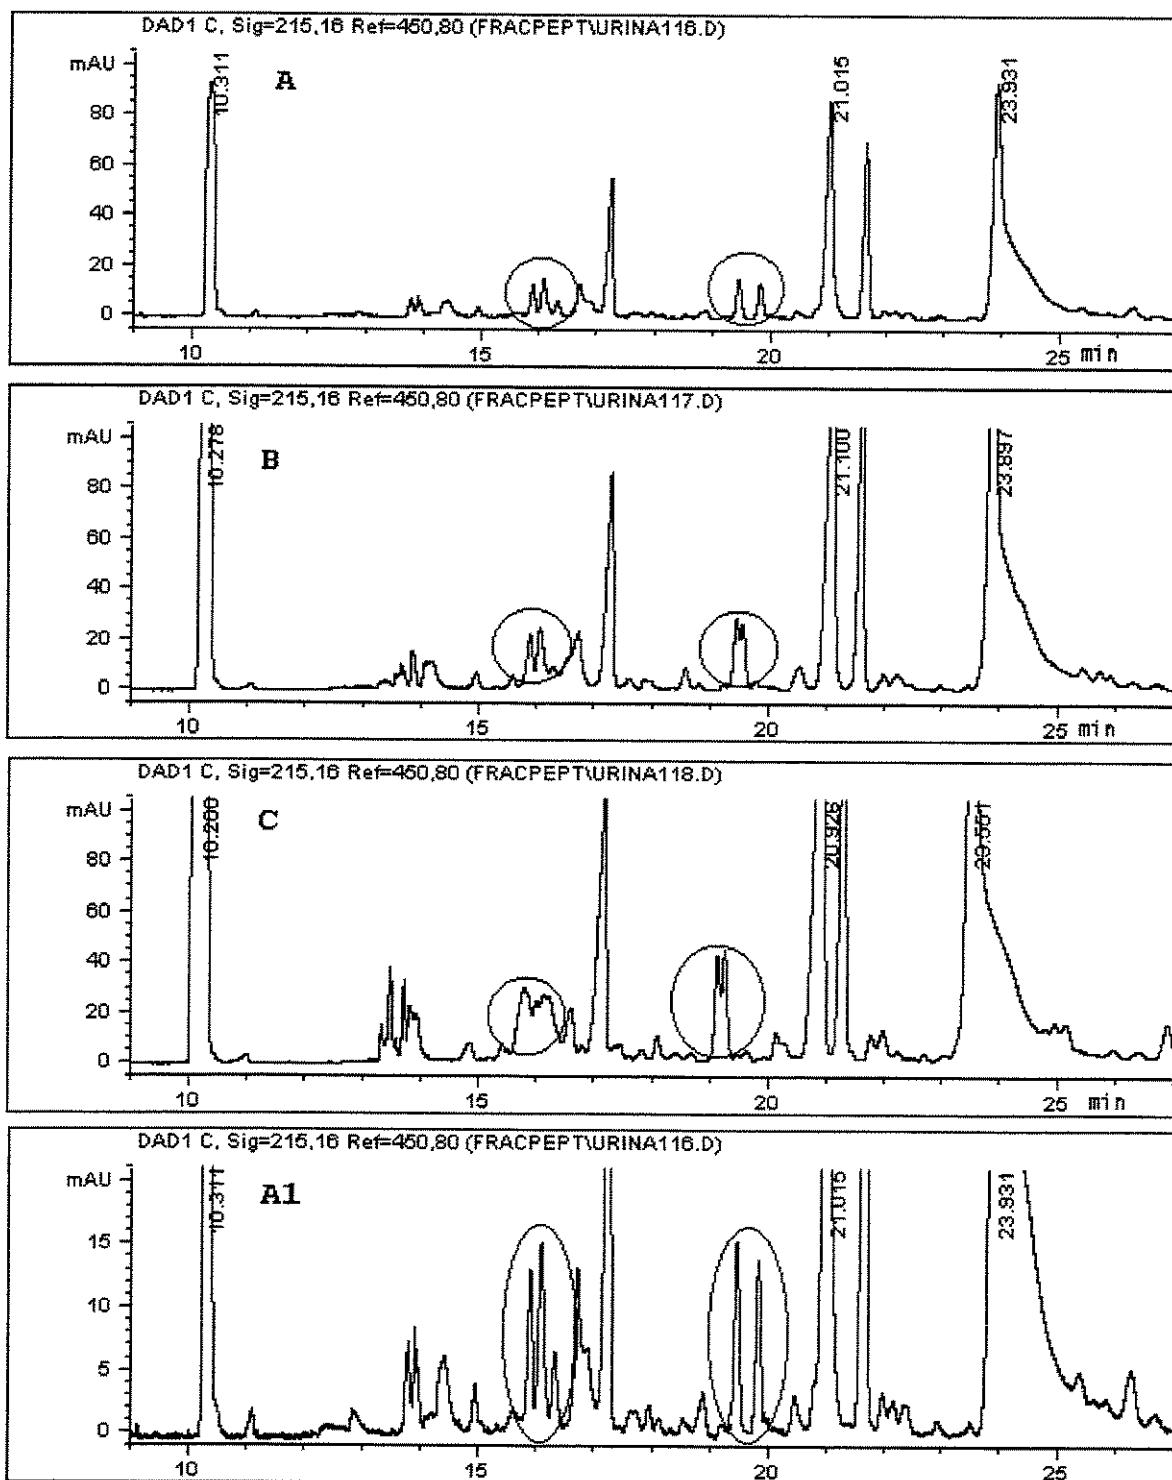 DAD1 C, Sig=215,16 Ref=450,80 (FRACPEPT\URINA116.D)
mAU
A
10.311
21.015
23.931
80
60
40
20
0
10 15 20 25 min
DAD1 C, Sig=215,16 Ref=450,80 (FRACPEPT\URINA117.D)
mAU
B
10.278
21.100
23.897
80
60
40
20
0
10 15 20 25 min
DAD1 C, Sig=215,16 Ref=450,80 (FRACPEPT\URINA118.D)
mAU
C
10.200
20.926
23.551
80
60
40
20
0
10 15 20 25 min
DAD1 C, Sig=215,16 Ref=450,80 (FRACPEPT\URINA116.D)
mAU
A1
10.311
21.015
23.931
15
10
5
0
10 15 20 25